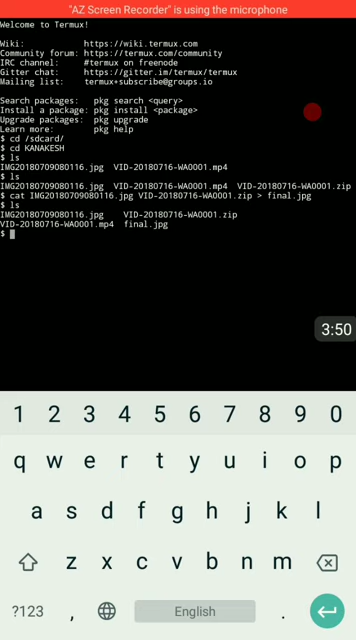 "AZ Screen Recorder" is using the microphone
Welcome to Termux!
Wiki: https://wiki.termux.com
Community forum: https://termux.com/community
IRC channel: #termux on freenode
Gitter chat: https://gitter.im/termux/termux
Mailing list: termux+subscribe@groups.io
Search packages: pkg search <query>
Install a package: pkg install <package>
Upgrade packages: pkg upgrade
Learn more: pkg help
$ cd /sdcard/
$ cd KANAKESH
$ ls
IMG20180709080116.jpg VID-20180716-WA0001.mp4
$ ls
IMG20180709080116.jpg VID-20180716-WA0001.mp4 VID-20180716-WA0001.zip
$ cat IMG20180709080116.jpg VID-20180716-WA0001.zip > final.jpg
$ ls
IMG20180709080116.jpg VID-20180716-WA0001.zip
VID-20180716-WA0001.mp4 final.jpg
$
3:50
1 2 3 4 5 6 7 8 9 0
q w e r t y u i o p
a s d f g h j k l
z x c v b n m
?123 , English .